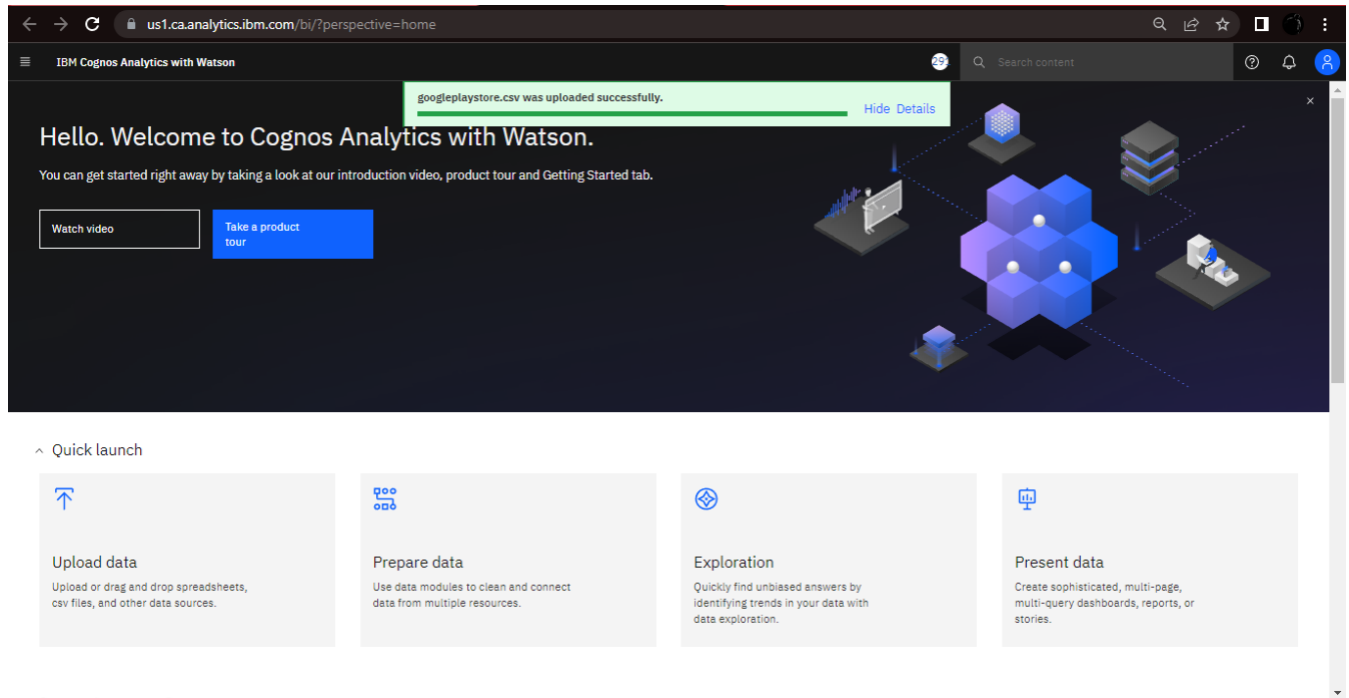 us1.ca.analytics.ibm.com/bi/?perspective=home
IBM Cognos Analytics with Watson
Search content
googleplaystore.csv was uploaded successfully.
Hide Details
Hello. Welcome to Cognos Analytics with Watson.
You can get started right away by taking a look at our introduction video, product tour and Getting Started tab.
Watch video
Take a product
tour
Quick launch
Upload data
Upload or drag and drop spreadsheets,
csv files, and other data sources.
Prepare data
Use data modules to clean and connect
data from multiple resources.
Exploration
Quickly find unbiased answers by
identifying trends in your data with
data exploration.
Present data
Create sophisticated, multi-page,
multi-query dashboards, reports, or
stories.